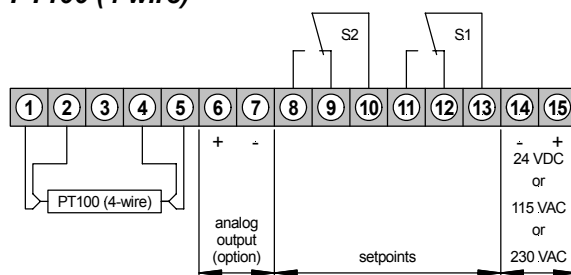 PT100 (4-wire)
S2 S1
1 2 3 4 5 6 7 8 9 10 11 12 13 14 15
+ - - +
PT100 (4-wire)
24 VDC
or
115 VAC
or
230 VAC
analog
output
(option)
setpoints